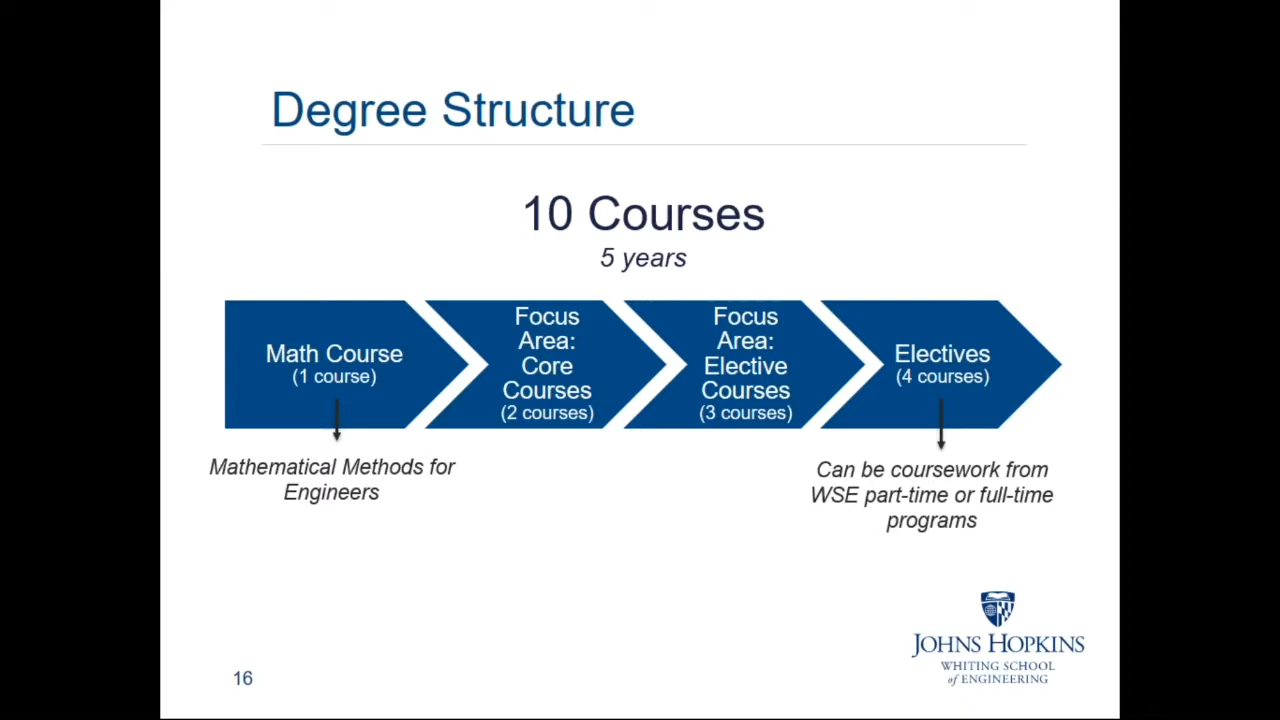 Degree Structure
10 Courses
5 years
Math Course
(1 course)
Focus
Area:
Core
Courses
(2 courses)
Focus
Area:
Elective
Courses
(3 courses)
Electives
(4 courses)
Mathematical Methods for
Engineers
Can be coursework from
WSE part-time or full-time
programs
16
JOHNS HOPKINS
WHITING SCHOOL
of ENGINEERING